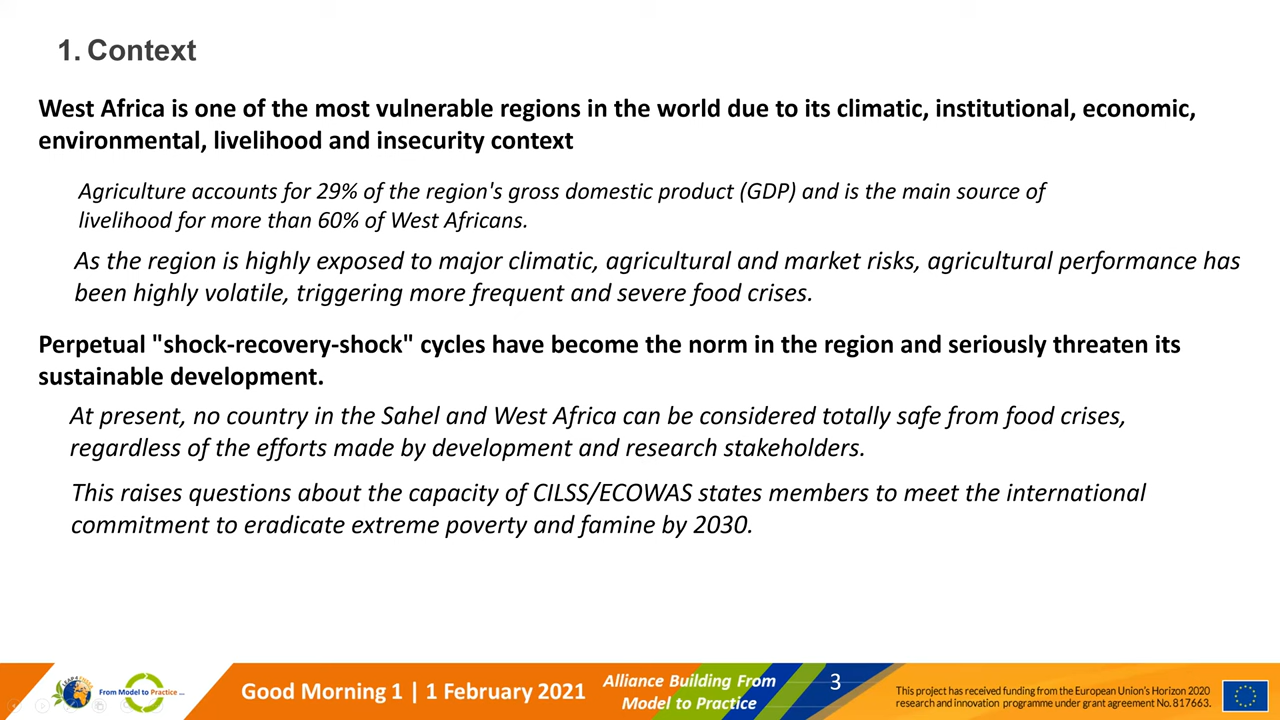 1. Context
West Africa is one of the most vulnerable regions in the world due to its climatic, institutional, economic,
environmental, livelihood and insecurity context
Agriculture accounts for 29% of the region's gross domestic product (GDP) and is the main source of
livelihood for more than 60% of West Africans.
As the region is highly exposed to major climatic, agricultural and market risks, agricultural performance has
been highly volatile, triggering more frequent and severe food crises.
Perpetual "shock-recovery-shock" cycles have become the norm in the region and seriously threaten its
sustainable development.
At present, no country in the Sahel and West Africa can be considered totally safe from food crises,
regardless of the efforts made by development and research stakeholders.
This raises questions about the capacity of CILSS/ECOWAS states members to meet the international
commitment to eradicate extreme poverty and famine by 2030.
From Model to Practice ...
Good Morning 1 | 1 February 2021
Alliance Building From
Model to Practice
3
This project has received funding from the European Union's Horizon 2020
research and innovation programme under grant agreement No. 817663.